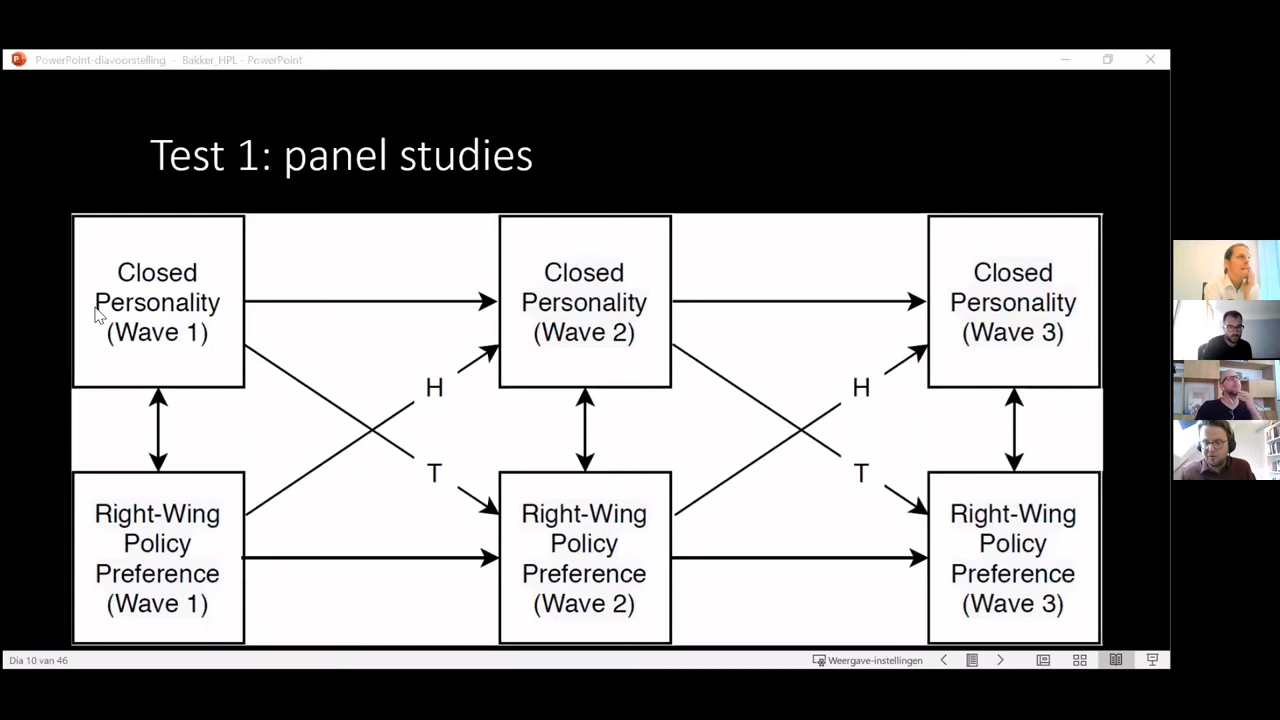 PowerPoint-diavoorstelling - Bakker_HPL - PowerPoint
Test 1: panel studies
Closed
Personality
(Wave 1)
Closed
Personality
(Wave 2)
Closed
Personality
(Wave 3)
H
H
T
T
Right-Wing
Policy
Preference
(Wave 1)
Right-Wing
Policy
Preference
(Wave 2)
Right-Wing
Policy
Preference
(Wave 3)
Dia 10 van 46
Weergave-instellingen